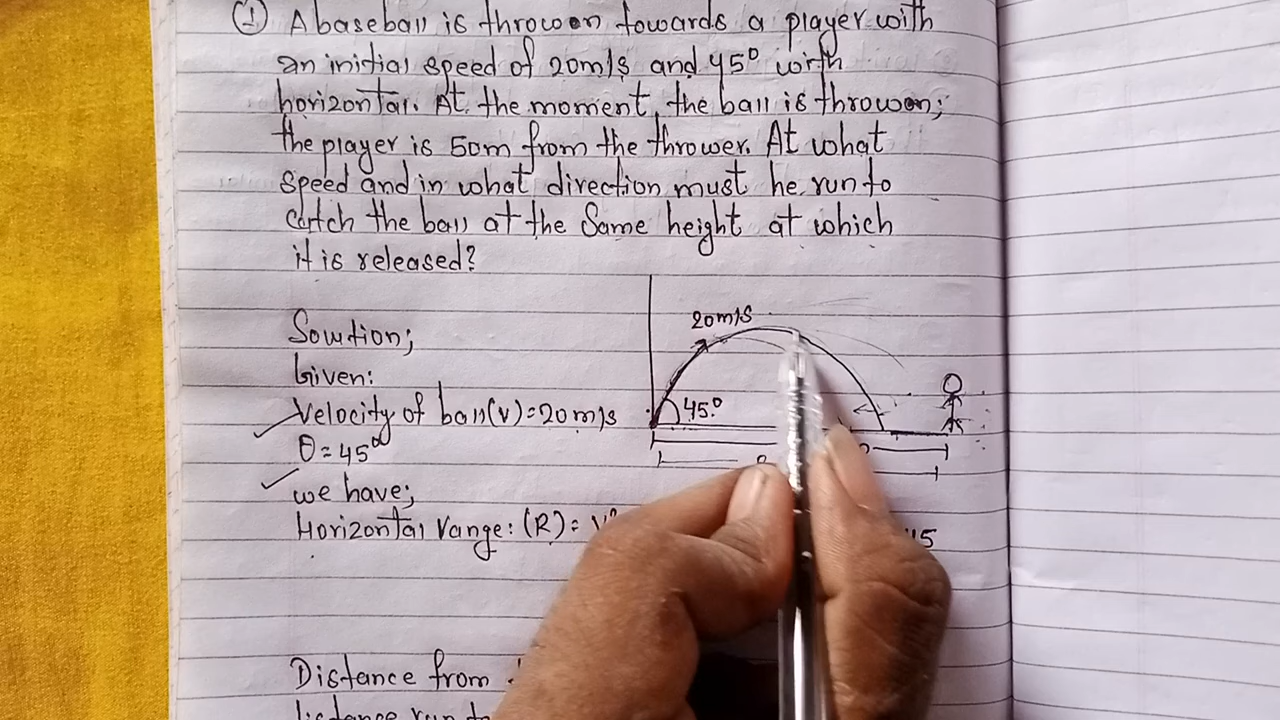 ① A baseball is throwon towards a player with
an initial speed of 20m/s and 45° with
horizontal. At the moment, the ball is throwon;
the player is 50m from the thrower. At what
speed and in what direction must he run to
catch the ball at the same height at which
it is released?
Solution;
Given:
Velocity of ball(v)=20m/s
θ=45°
we have;
Horizontal range: (R)=
20m/s
45°
45
Distance from